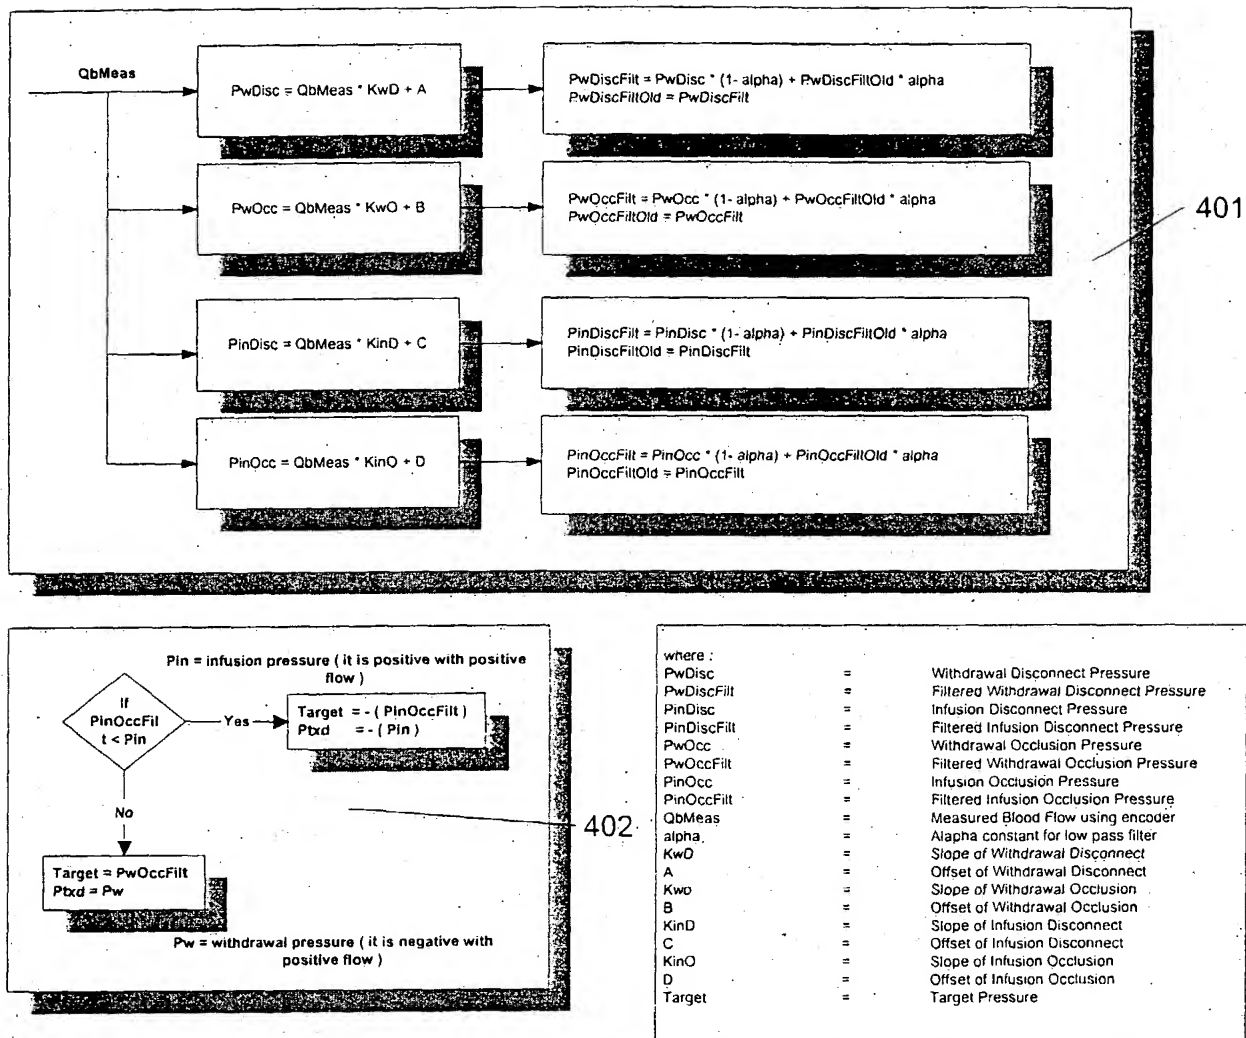 QbMeas
PwDisc = QbMeas * KwD + A
PwDiscFilt = PwDisc * (1- alpha) + PwDiscFiltOld * alpha
PwDiscFiltOld = PwDiscFilt
PwOcc = QbMeas * KwO + B
PwOccFilt = PwOcc * (1- alpha) + PwOccFiltOld * alpha
PwOccFiltOld = PwOccFilt
401
PinDisc = QbMeas * KinD + C
PinDiscFilt = PinDisc * (1- alpha) + PinDiscFiltOld * alpha
PinDiscFiltOld = PinDiscFilt
PinOcc = QbMeas * KinO + D
PinOccFilt = PinOcc * (1- alpha) + PinOccFiltOld * alpha
PinOccFiltOld = PinOccFilt
Pin = infusion pressure ( it is positive with positive
flow )
If
PinOccFil
t < Pin
Yes
Target = - ( PinOccFilt )
Ptxd = - ( Pin )
No
402
Target = PwOccFilt
Ptxd = Pw
Pw = withdrawal pressure ( it is negative with
positive flow )
where :
PwDisc = Withdrawal Disconnect Pressure
PwDiscFilt = Filtered Withdrawal Disconnect Pressure
PinDisc = Infusion Disconnect Pressure
PinDiscFilt = Filtered Infusion Disconnect Pressure
PwOcc = Withdrawal Occlusion Pressure
PwOccFilt = Filtered Withdrawal Occlusion Pressure
PinOcc = Infusion Occlusion Pressure
PinOccFilt = Filtered Infusion Occlusion Pressure
QbMeas = Measured Blood Flow using encoder
alpha = Alapha constant for low pass filter
KwD = Slope of Withdrawal Disconnect
A = Offset of Withdrawal Disconnect
Kwo = Slope of Withdrawal Occlusion
B = Offset of Withdrawal Occlusion
KinD = Slope of Infusion Disconnect
C = Offset of Infusion Disconnect
KinO = Slope of Infusion Occlusion
D = Offset of Infusion Occlusion
Target = Target Pressure